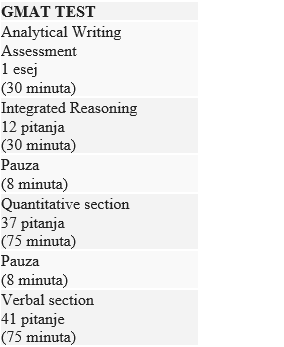 GMAT TEST
Analytical Writing
Assessment
1 esej
(30 minuta)
Integrated Reasoning
12 pitanja
(30 minuta)
Pauza
(8 minuta)
Quantitative section
37 pitanja
(75 minuta)
Pauza
(8 minuta)
Verbal section
41 pitanje
(75 minuta)